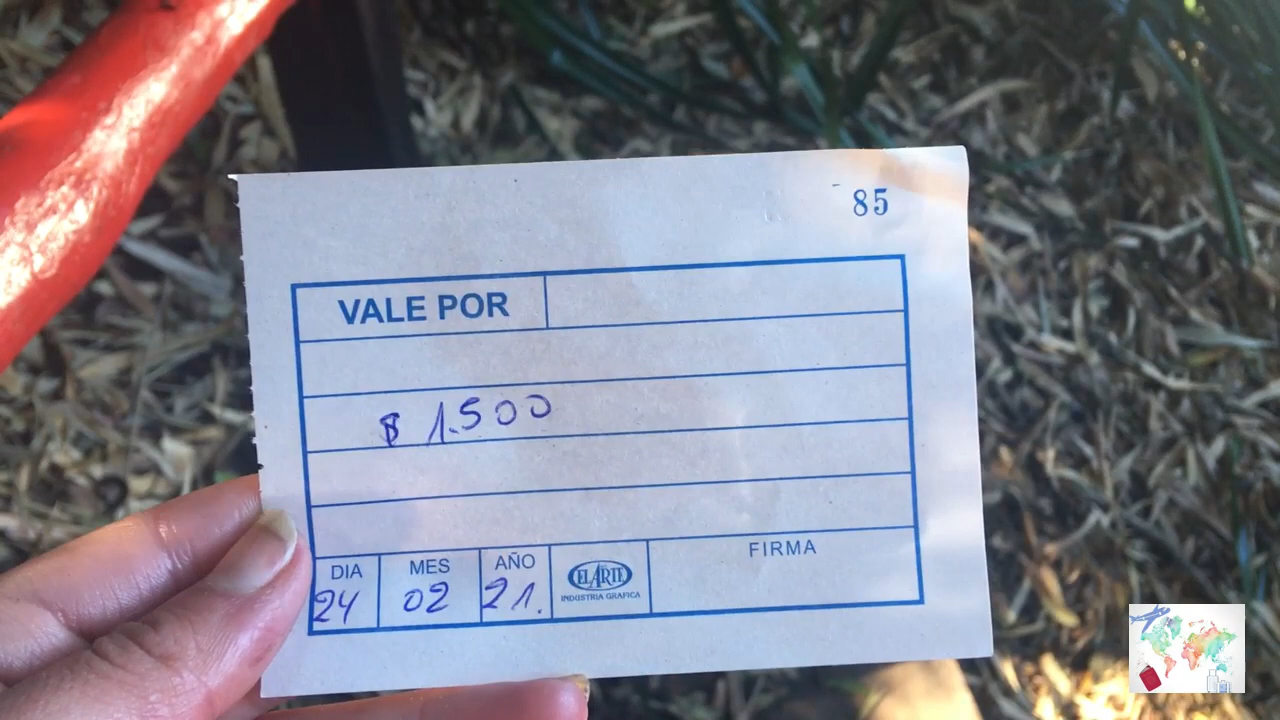 85
VALE POR
$ 1.500
DIA MES AÑO FIRMA
24 02 21.
EL ARTE
INDUSTRIA GRAFICA